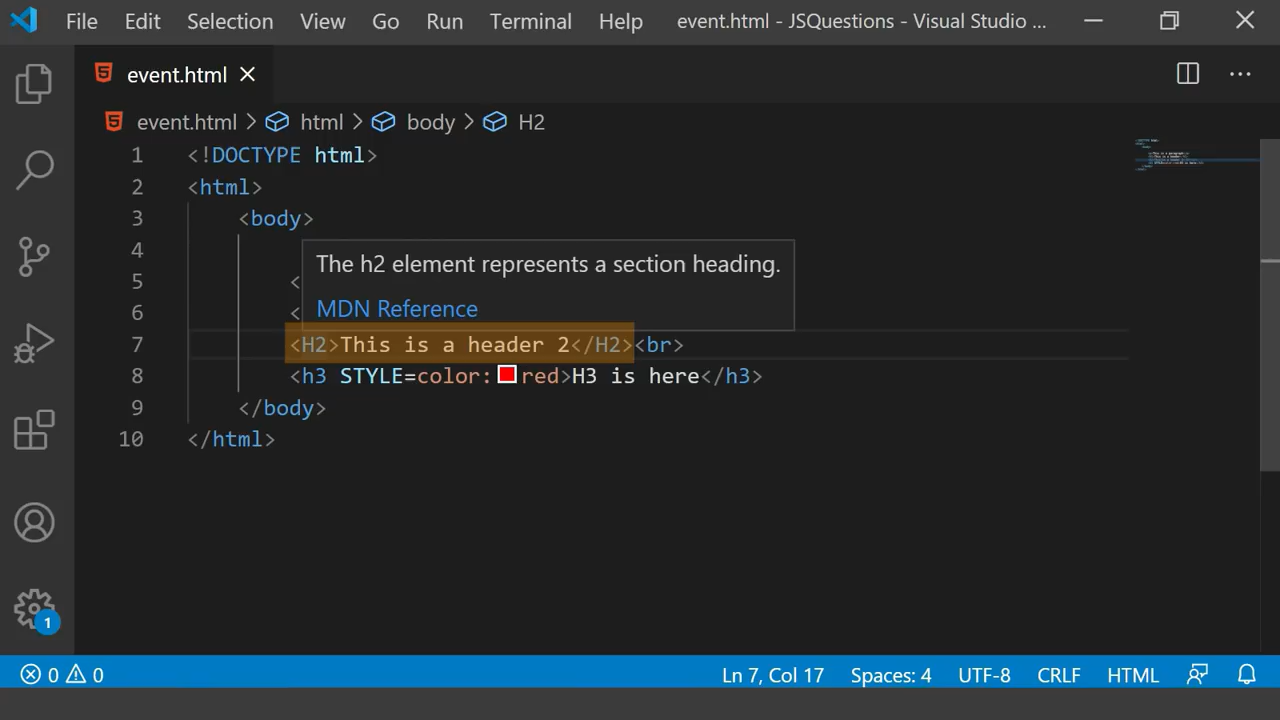 File Edit Selection View Go Run Terminal Help event.html - JSQuestions - Visual Studio ...
event.html
event.html > html > body > H2
1 <!DOCTYPE html>
2 <html>
3 <body>
4
The h2 element represents a section heading.
5 <
MDN Reference
6 <
7 <H2>This is a header 2</H2><br>
8 <h3 STYLE=color:red>H3 is here</h3>
9 </body>
10 </html>
1
0 0 Ln 7, Col 17 Spaces: 4 UTF-8 CRLF HTML